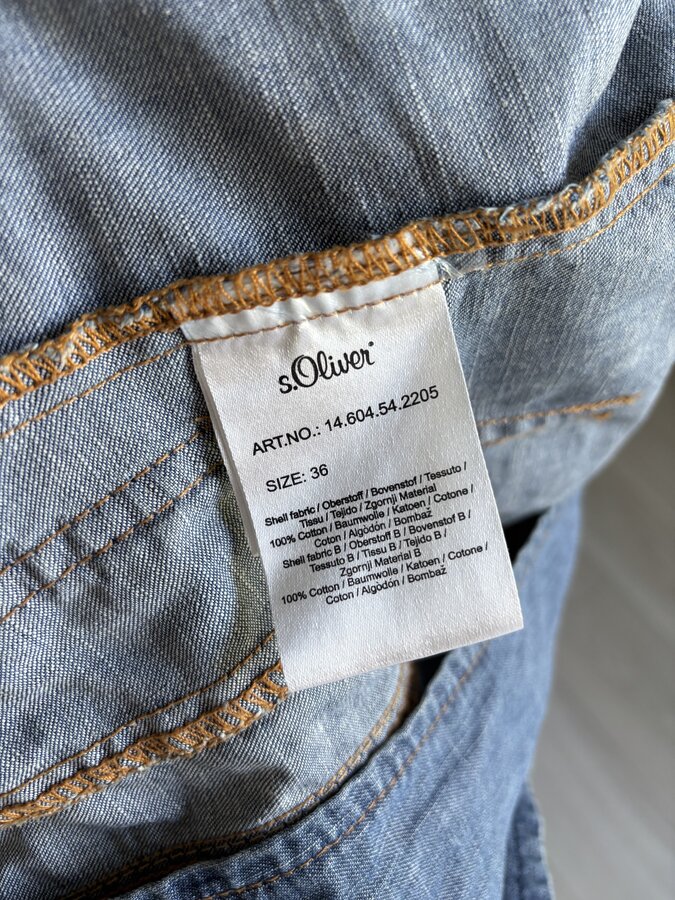 s.Oliver
ART.NO.: 14.604.54.2205
SIZE: 36
Shell fabric / Oberstoff / Bovenstof / Tessuto /
Tissu / Tejido / Zgornji Material
100% Cotton / Baumwolle / Katoen / Cotone /
Coton / Algòdón / Bombaž
Shell fabric B / Oberstoff B / Bovenstof B /
Tessuto B / Tissu B / Tejido B /
Zgornji Material B
100% Cotton / Baumwolle / Katoen / Cotone /
Coton / Algòdón / Bombaž